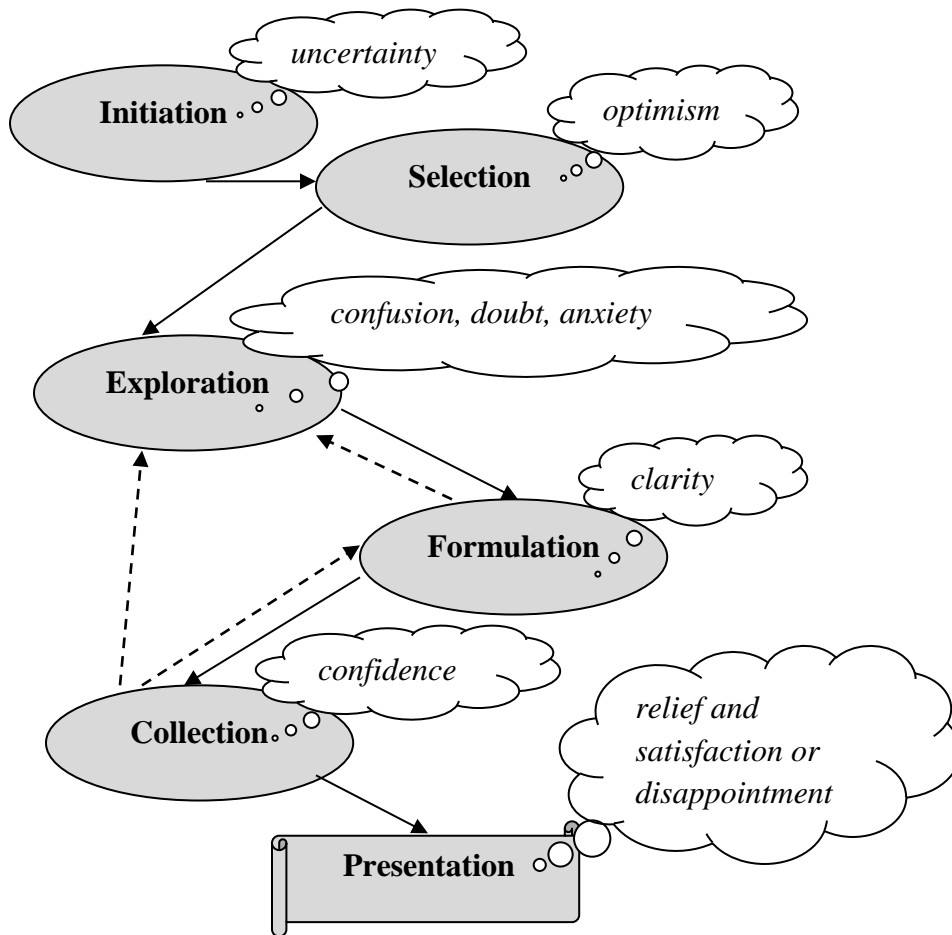 uncertainty
Initiation
optimism
Selection
confusion, doubt, anxiety
Exploration
clarity
Formulation
confidence
Collection
relief and
satisfaction or
disappointment
Presentation